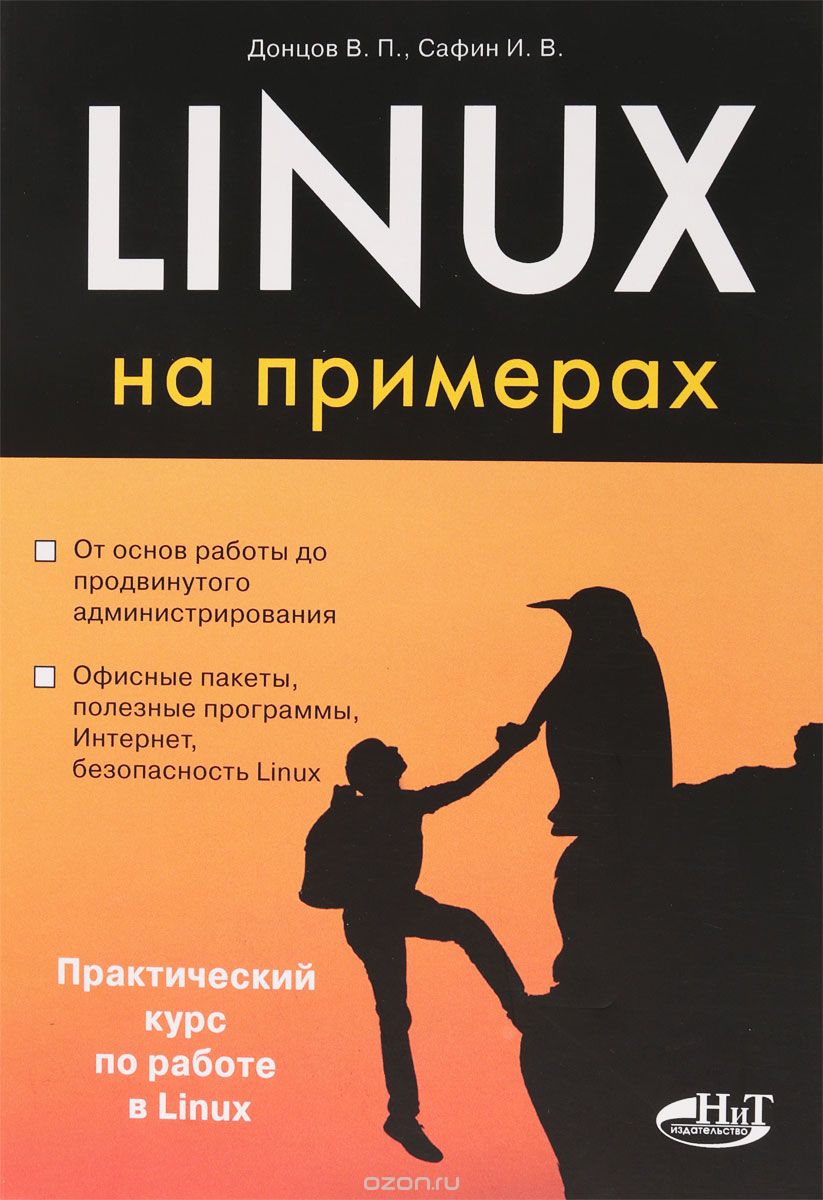 Донцов В. П., Сафин И. В.
LINUX
на примерах
От основ работы до
продвинутого
администрирования
Офисные пакеты,
полезные программы,
Интернет,
безопасность Linux
Практический
курс
по работе
в Linux
НиТ
ИЗДАТЕЛЬСТВО
ozon.ru